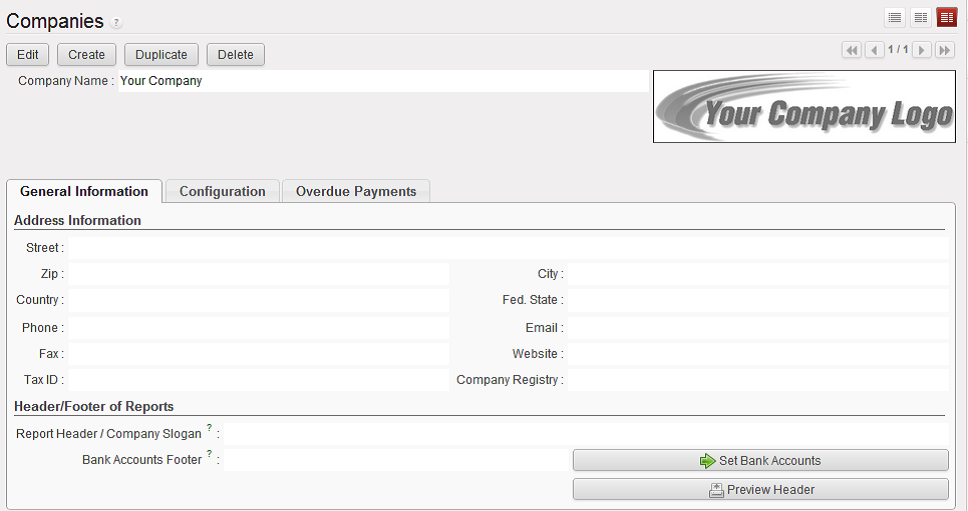 Companies ?
Edit Create Duplicate Delete 1 / 1
Company Name : Your Company
Your Company Logo
General Information Configuration Overdue Payments
Address Information
Street :
Zip : City :
Country : Fed. State :
Phone : Email :
Fax : Website :
Tax ID : Company Registry :
Header/Footer of Reports
Report Header / Company Slogan ? :
Bank Accounts Footer ? : Set Bank Accounts
Preview Header